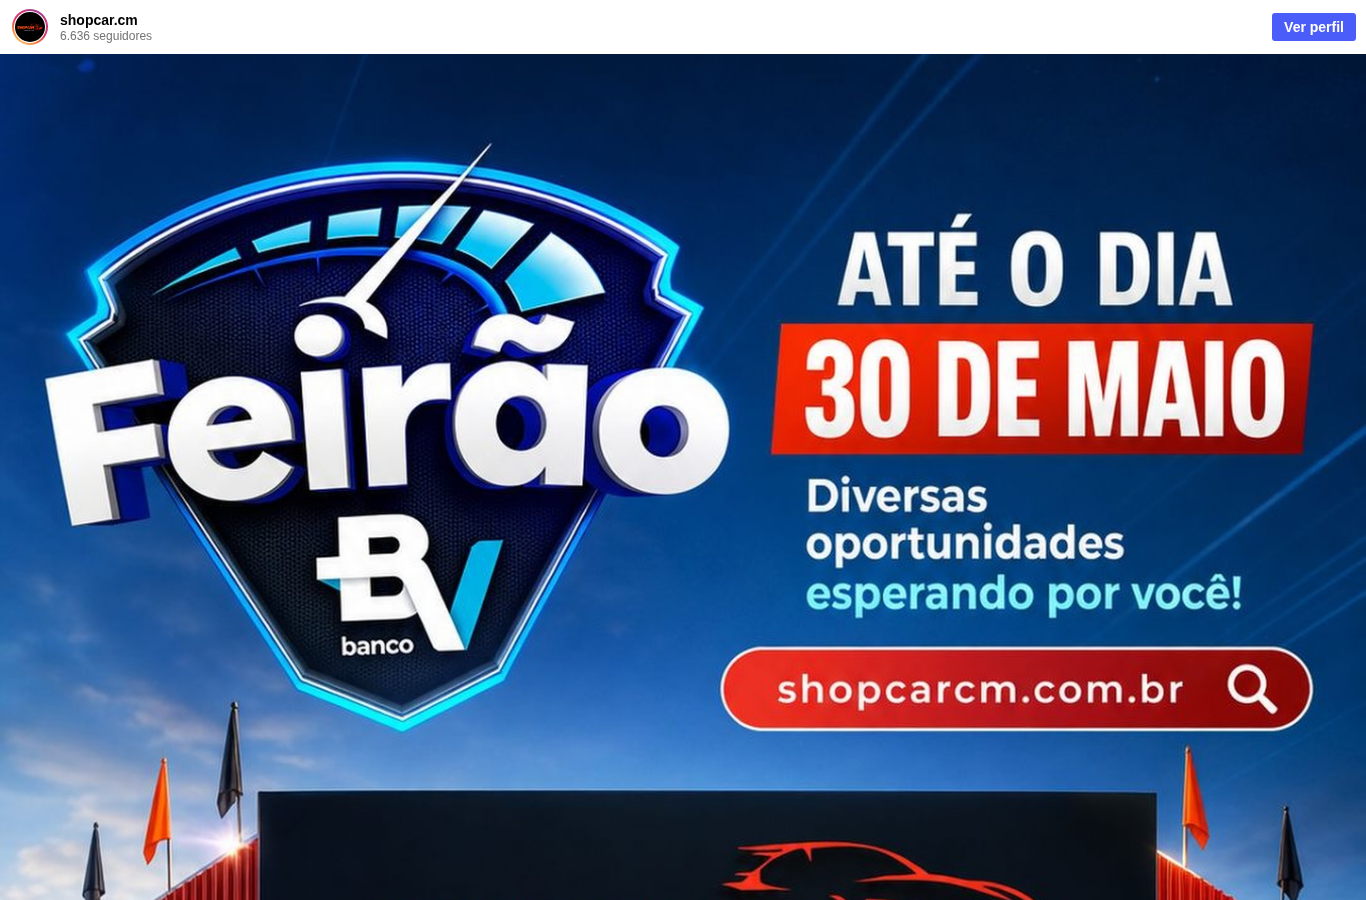 shopcar.cm
6.636 seguidores
Ver perfil
Feirão
BV
banco
ATÉ O DIA
30 DE MAIO
Diversas
oportunidades
esperando por você!
shopcarcm.com.br